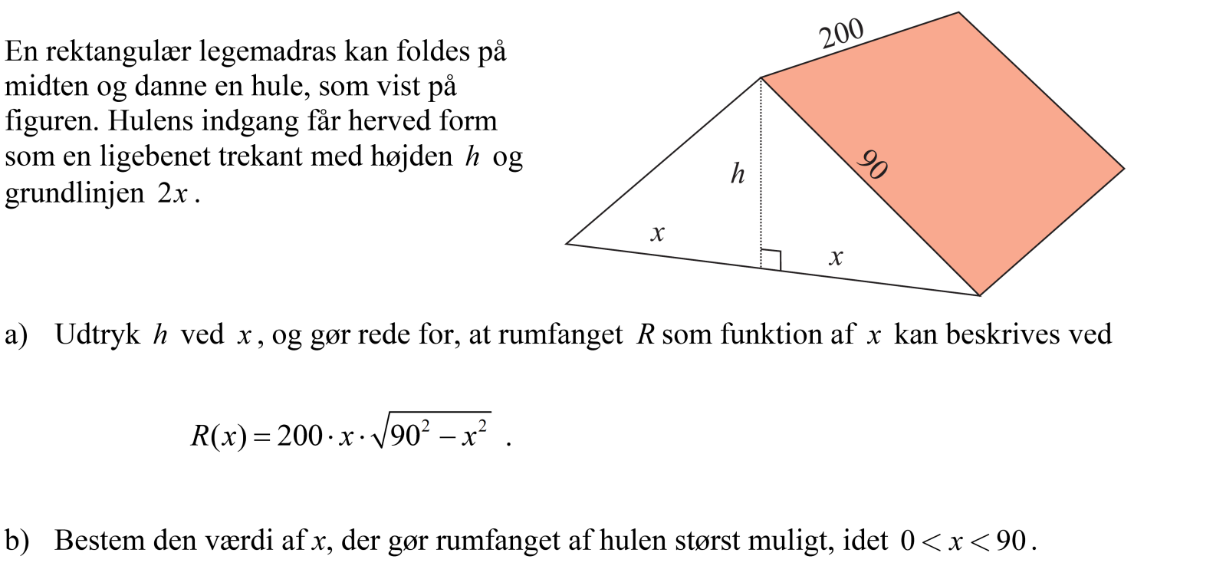 En rektangulær legemadras kan foldes på
midten og danne en hule, som vist på
figuren. Hulens indgang får herved form
som en ligebenet trekant med højden h og
grundlinjen 2x .
200
90
h
x
x
a) Udtryk h ved x, og gør rede for, at rumfanget R som funktion af x kan beskrives ved
R(x) = 200 · x · √(90² − x²) .
b) Bestem den værdi af x, der gør rumfanget af hulen størst muligt, idet 0 < x < 90 .